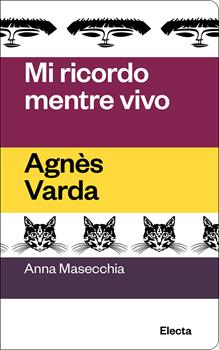 Mi ricordo
mentre vivo
Agnès
Varda
Anna Masecchia
Electa